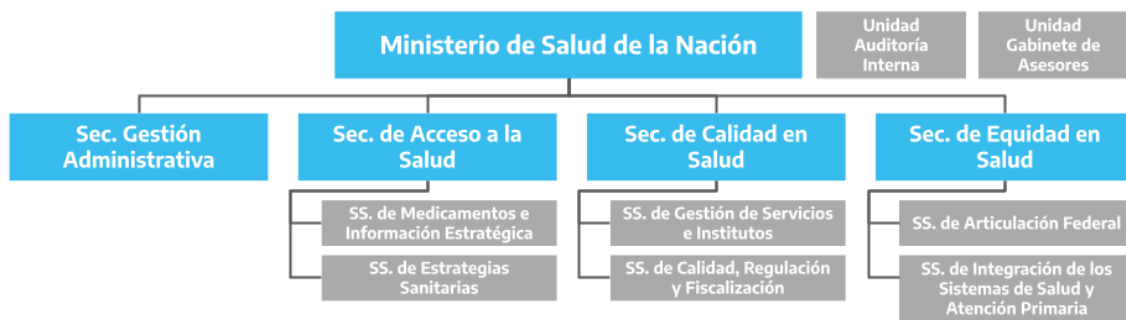 Ministerio de Salud de la Nación
Unidad
Auditoría
Interna
Unidad
Gabinete de
Asesores
Sec. Gestión
Administrativa
Sec. de Acceso a la
Salud
Sec. de Calidad en
Salud
Sec. de Equidad en
Salud
SS. de Medicamentos e
Información Estratégica
SS. de Estrategias
Sanitarias
SS. de Gestión de Servicios
e Institutos
SS. de Calidad, Regulación
y Fiscalización
SS. de Articulación Federal
SS. de Integración de los
Sistemas de Salud y
Atención Primaria